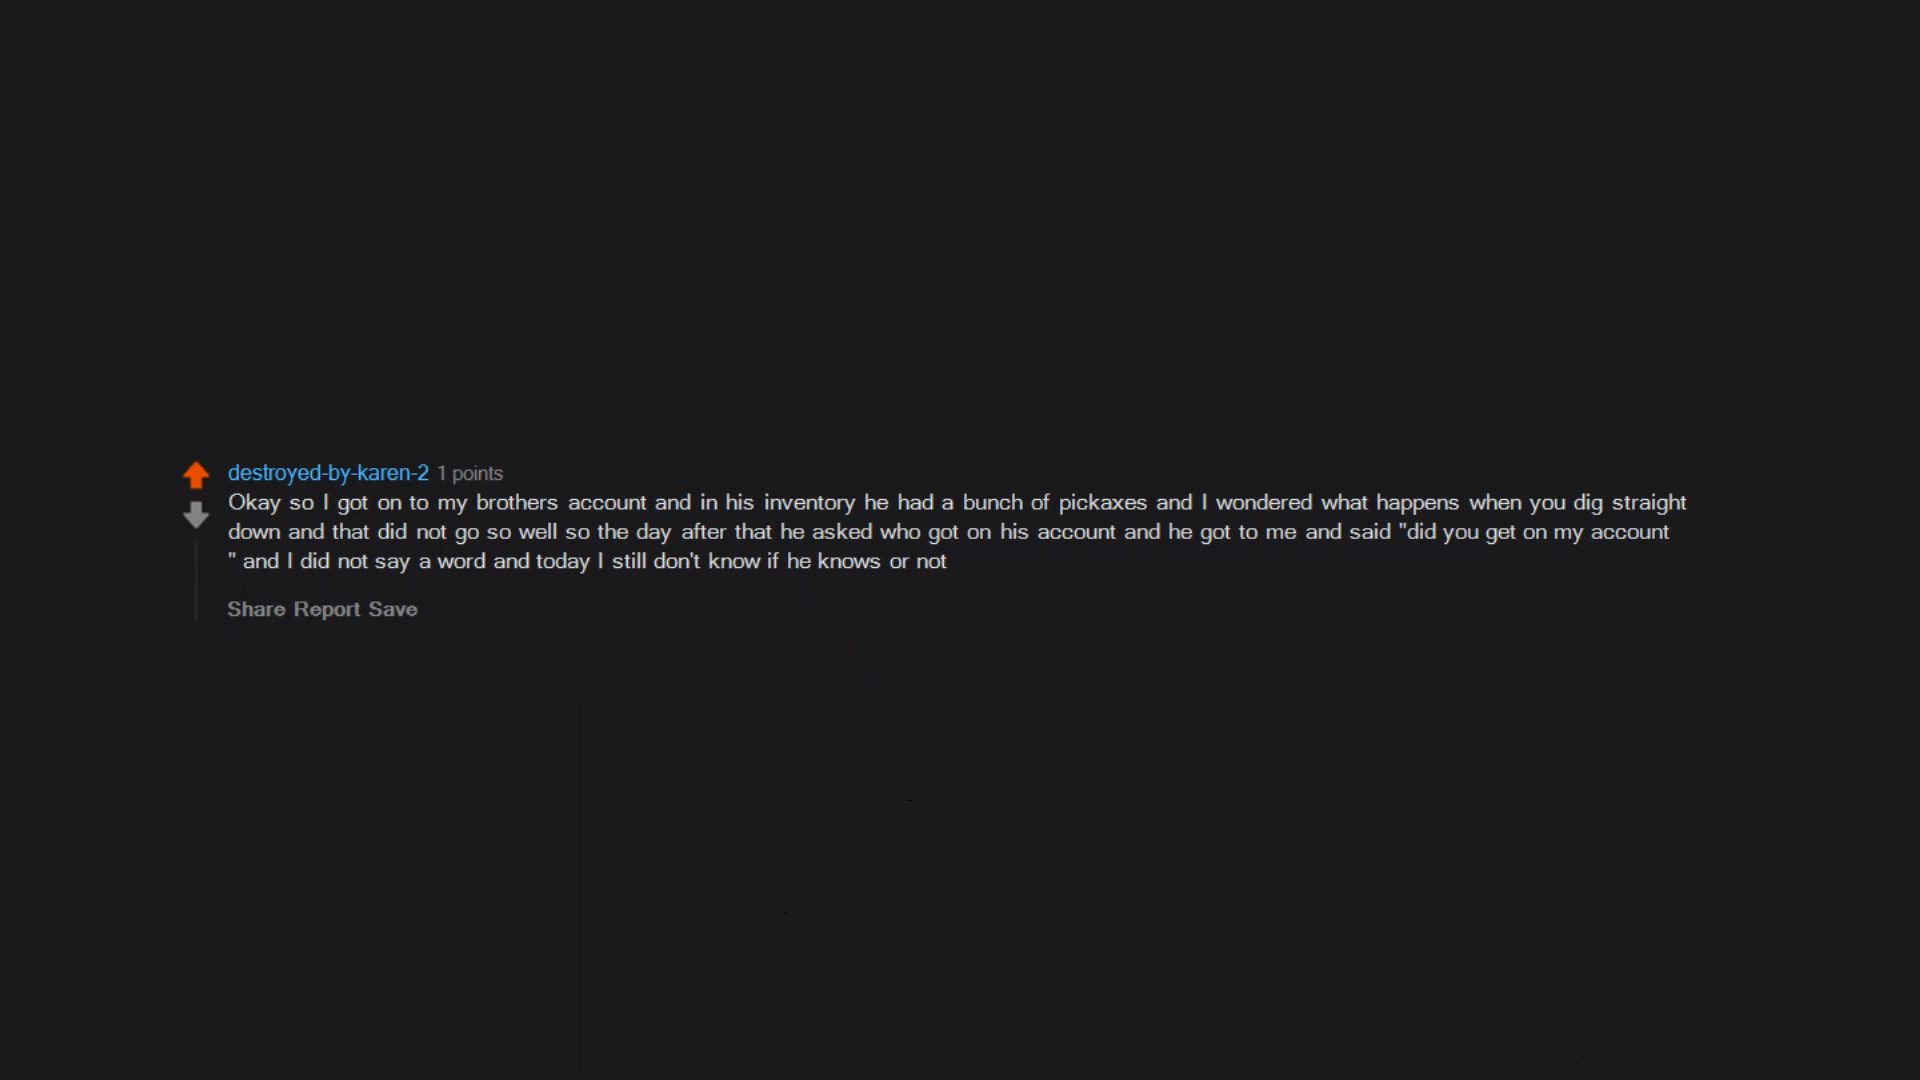 destroyed-by-karen-2 1 points
Okay so I got on to my brothers account and in his inventory he had a bunch of pickaxes and I wondered what happens when you dig straight
down and that did not go so well so the day after that he asked who got on his account and he got to me and said "did you get on my account
" and I did not say a word and today I still don't know if he knows or not
Share Report Save